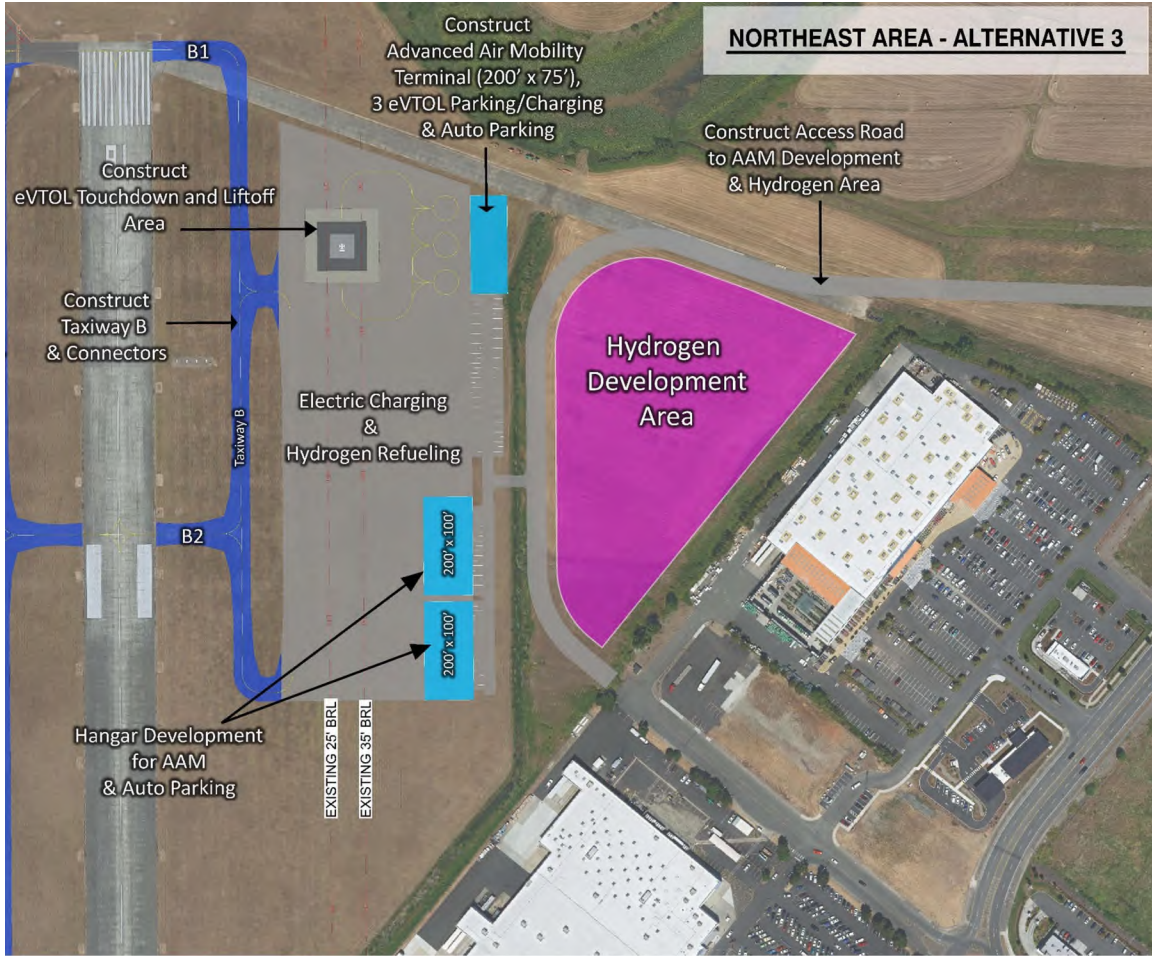 NORTHEAST AREA - ALTERNATIVE 3
B1
Construct
Advanced Air Mobility
Terminal (200' x 75'),
3 eVTOL Parking/Charging
& Auto Parking
Construct Access Road
to AAM Development
& Hydrogen Area
Construct
eVTOL Touchdown and Liftoff
Area
H
Construct
Taxiway B
& Connectors
Hydrogen
Development
Area
Taxiway B
Electric Charging
&
Hydrogen Refueling
B2
200' x 100'
200' x 100'
Hangar Development
for AAM
& Auto Parking
EXISTING 25' BRL
EXISTING 35' BRL